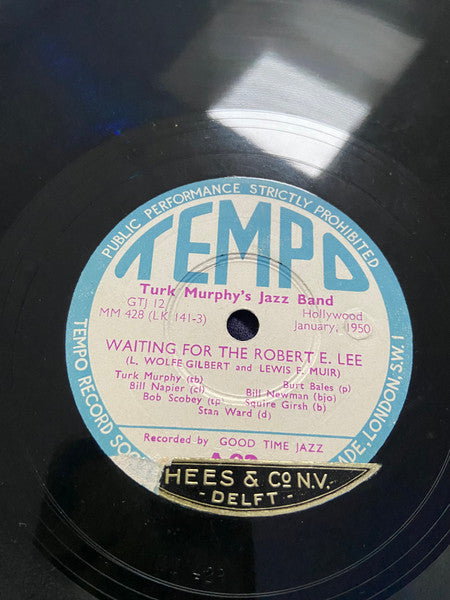 PUBLIC PERFORMANCE STRICTLY PROHIBITED
TEMPO
Turk Murphy's Jazz Band
GTJ 12
MM 428 (LK 141-3)
Hollywood
January, 1950
WAITING FOR THE ROBERT E. LEE
(L. WOLFE GILBERT and LEWIS F. MUIR)
Turk Murphy (tb)
Burt Bales (p)
Bill Napier (cl)
Bill Newman (bjo)
Bob Scobey (tp)
Squire Girsh (b)
Stan Ward (d)
Recorded by GOOD TIME JAZZ
TEMPO RECORD
LONDON, S.W.1
HEES & CO N.V.
- DELFT -